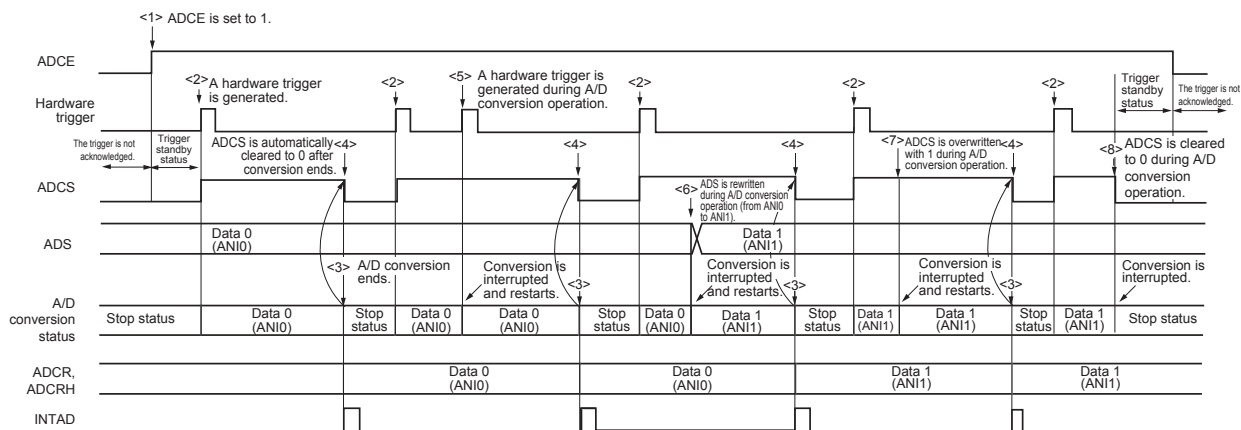 <1> ADCE is set to 1.
ADCE
<2> A hardware trigger
is generated.
<2>
<5> A hardware trigger is
generated during A/D
conversion operation.
<2>
<2>
<2>
Trigger
standby
status
The trigger is not
acknowledged.
Hardware
trigger
The trigger is not
acknowledged.
Trigger
standby
status
ADCS is automatically
cleared to 0 after
conversion ends.
<4>
<4>
<4>
<7> ADCS is overwritten
with 1 during A/D
conversion operation.
<4>
<8> ADCS is cleared
to 0 during A/D
conversion
operation.
ADCS
<6> ADS is rewritten
during A/D conversion
operation (from ANI0
to ANI1).
ADS
Data 0
(ANI0)
Data 1
(ANI1)
<3> A/D conversion
ends.
Conversion is
interrupted
and restarts.
<3>
Conversion is
interrupted
and restarts.
<3>
Conversion is
interrupted
and restarts.
<3>
Conversion is
interrupted.
A/D
conversion
status
Stop status
Data 0
(ANI0)
Stop
status
Data 0
(ANI0)
Data 0
(ANI0)
Stop
status
Data 0
(ANI0)
Data 1
(ANI1)
Stop
status
Data 1
(ANI1)
Data 1
(ANI1)
Stop
status
Data 1
(ANI1)
Stop status
ADCR,
ADCRH
Data 0
(ANI0)
Data 0
(ANI0)
Data 1
(ANI1)
Data 1
(ANI1)
INTAD